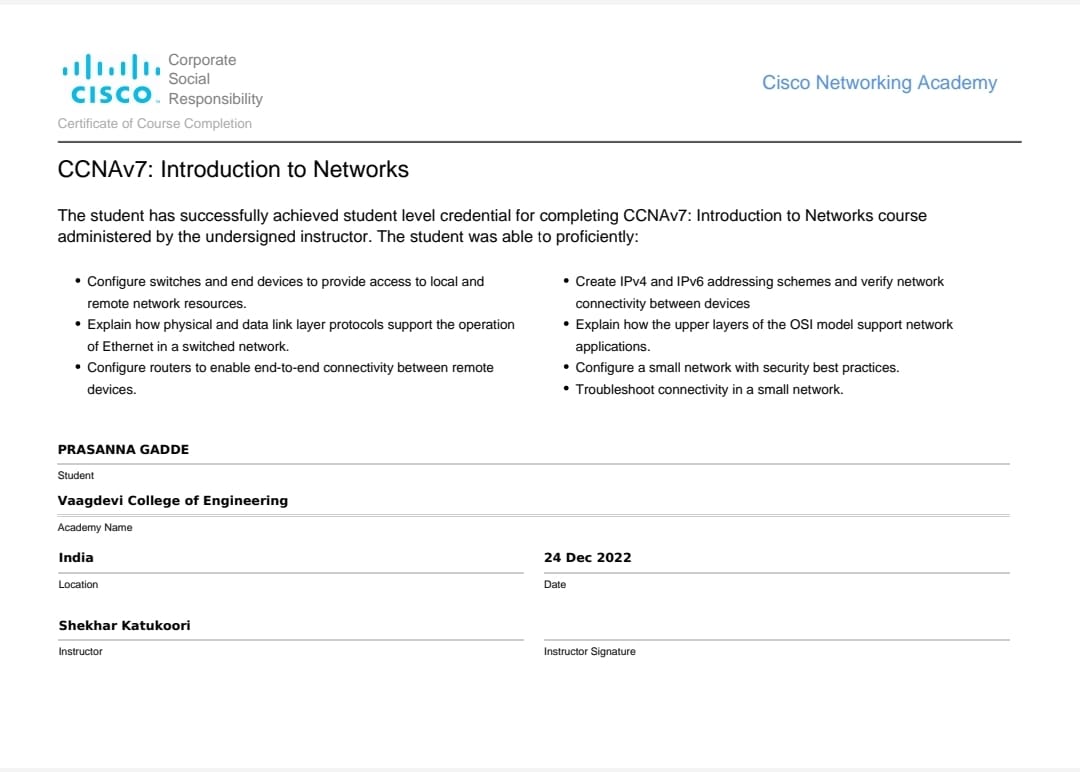 Corporate
Social
CISCO™ Responsibility
Cisco Networking Academy
Certificate of Course Completion
CCNAv7: Introduction to Networks
The student has successfully achieved student level credential for completing CCNAv7: Introduction to Networks course
administered by the undersigned instructor. The student was able to proficiently:
• Configure switches and end devices to provide access to local and
remote network resources.
• Explain how physical and data link layer protocols support the operation
of Ethernet in a switched network.
• Configure routers to enable end-to-end connectivity between remote
devices.
• Create IPv4 and IPv6 addressing schemes and verify network
connectivity between devices
• Explain how the upper layers of the OSI model support network
applications.
• Configure a small network with security best practices.
• Troubleshoot connectivity in a small network.
PRASANNA GADDE
Student
Vaagdevi College of Engineering
Academy Name
India
Location
24 Dec 2022
Date
Shekhar Katukoori
Instructor
Instructor Signature